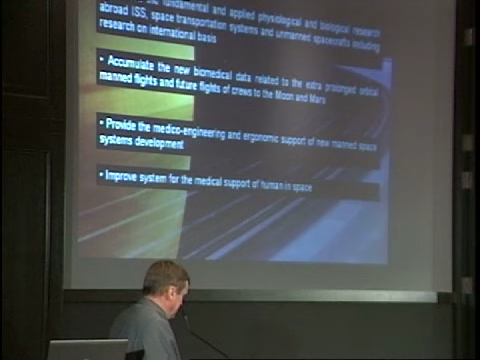 fundamental and applied physiological and biological research
abroad ISS, space transportation systems and unmanned spacecrafts including
research on international basis
• Accumulate the new biomedical data related to the extra prolonged orbital
manned flights and future flights of crews to the Moon and Mars
• Provide the medico-engineering and ergonomic support of new manned space
systems development
• Improve system for the medical support of human in space